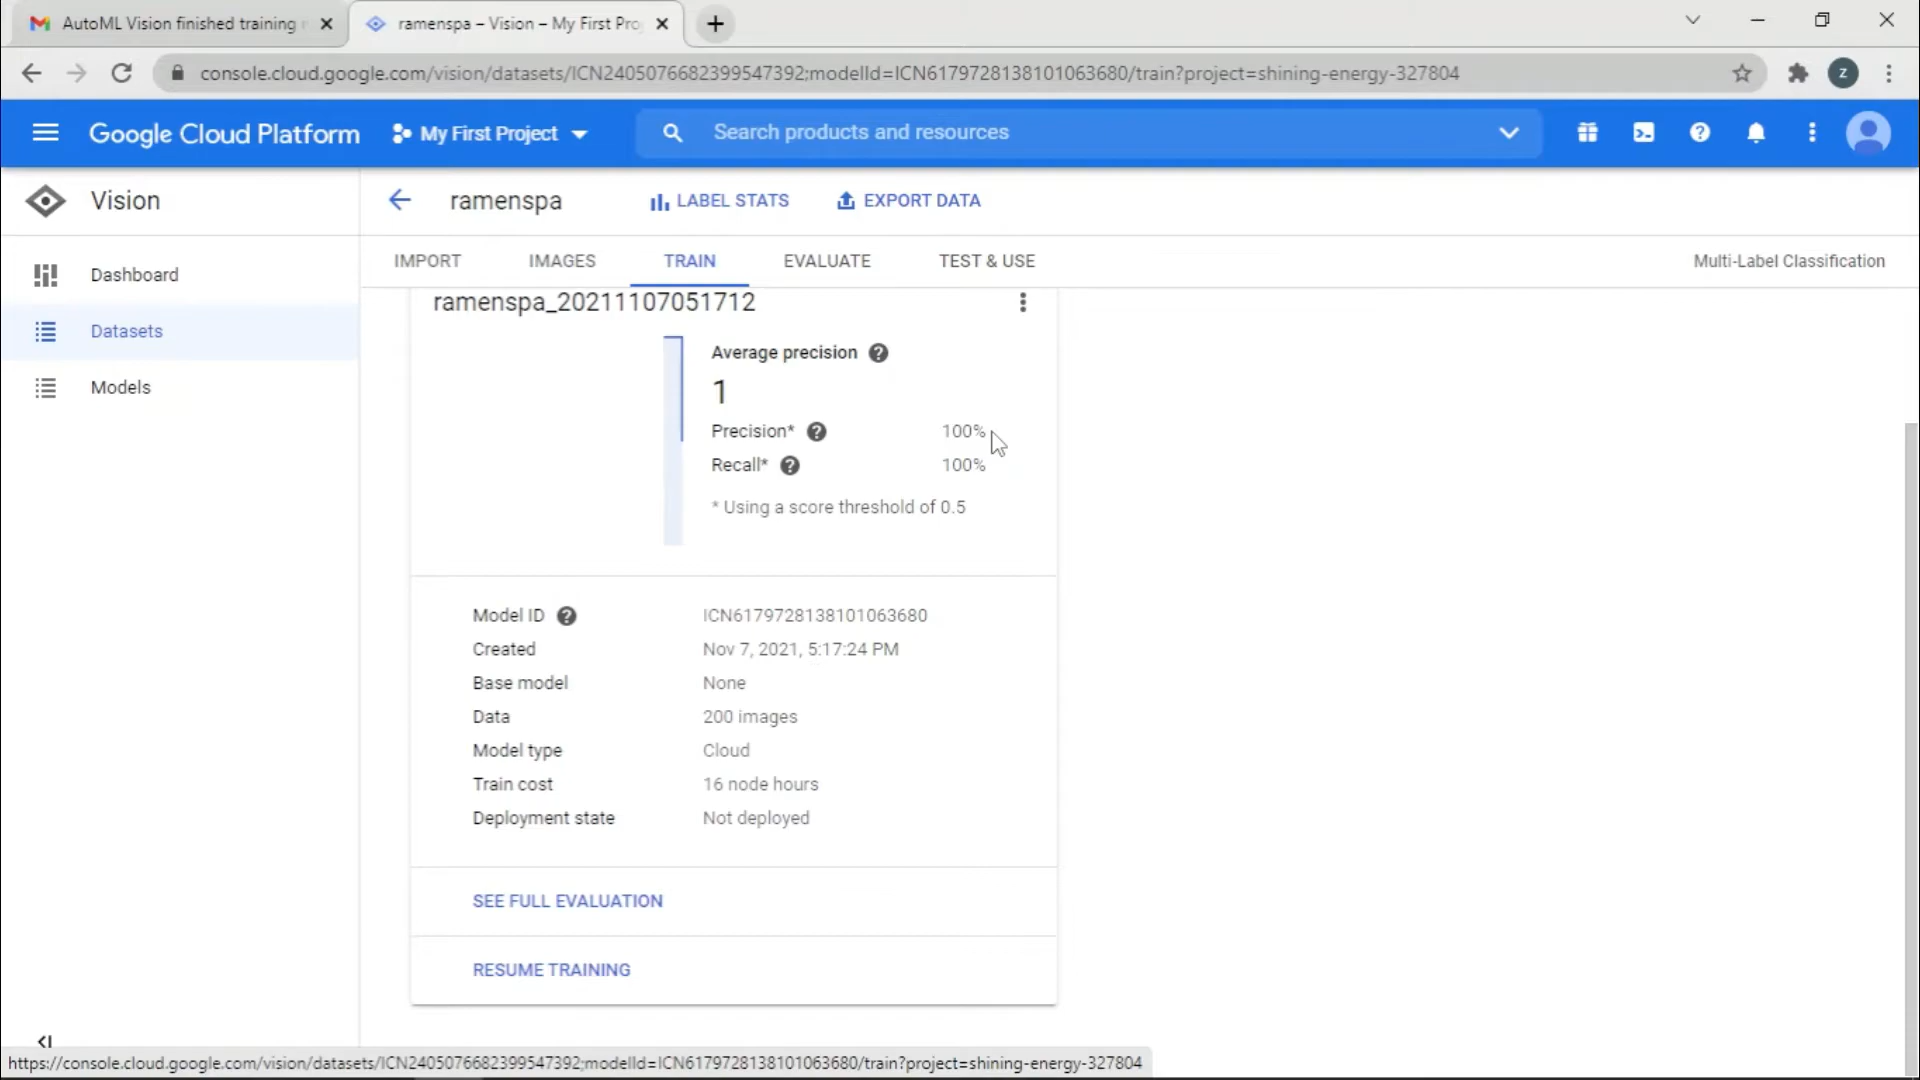 AutoML Vision finished training
ramenspa – Vision – My First Pro
console.cloud.google.com/vision/datasets/ICN2405076682399547392;modelId=ICN6179728138101063680/train?project=shining-energy-327804
z
Google Cloud Platform
My First Project
Search products and resources
Vision
ramenspa
LABEL STATS
EXPORT DATA
IMPORT
IMAGES
TRAIN
EVALUATE
TEST & USE
Multi-Label Classification
Dashboard
Datasets
Models
ramenspa_20211107051712
Average precision
1
Precision* 100%
Recall* 100%
* Using a score threshold of 0.5
Model ID ICN6179728138101063680
Created Nov 7, 2021, 5:17:24 PM
Base model None
Data 200 images
Model type Cloud
Train cost 16 node hours
Deployment state Not deployed
SEE FULL EVALUATION
RESUME TRAINING
https://console.cloud.google.com/vision/datasets/ICN2405076682399547392;modelId=ICN6179728138101063680/train?project=shining-energy-327804